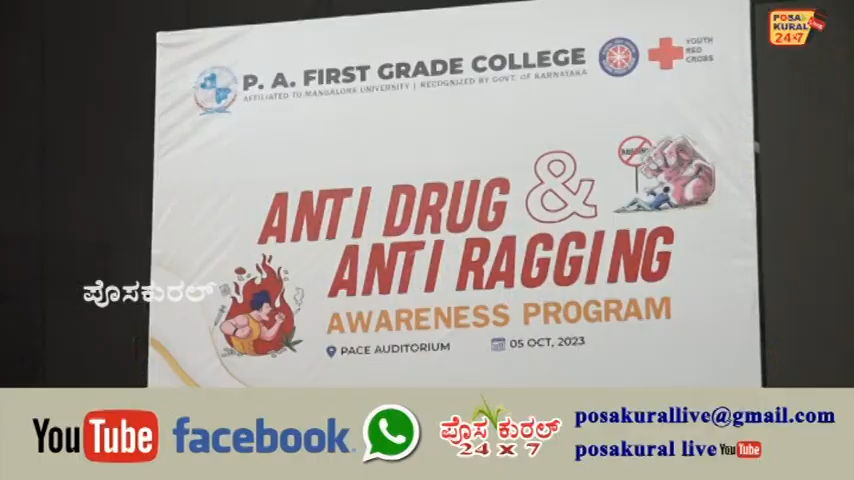 POSA
KURAL
24x7
Live
P. A. FIRST GRADE COLLEGE
AFFILIATED TO MANGALORE UNIVERSITY | RECOGNIZED BY GOVT. OF KARNATAKA
YOUTH
RED
CROSS
ANTI DRUG &
ANTI RAGGING
AWARENESS PROGRAM
PACE AUDITORIUM
05 OCT, 2023
ಪೊಸಕುರಲ್
YouTube
facebook
ಪೊಸ ಕುರಲ್
24 x 7
posakurallive@gmail.com
posakural live YouTube